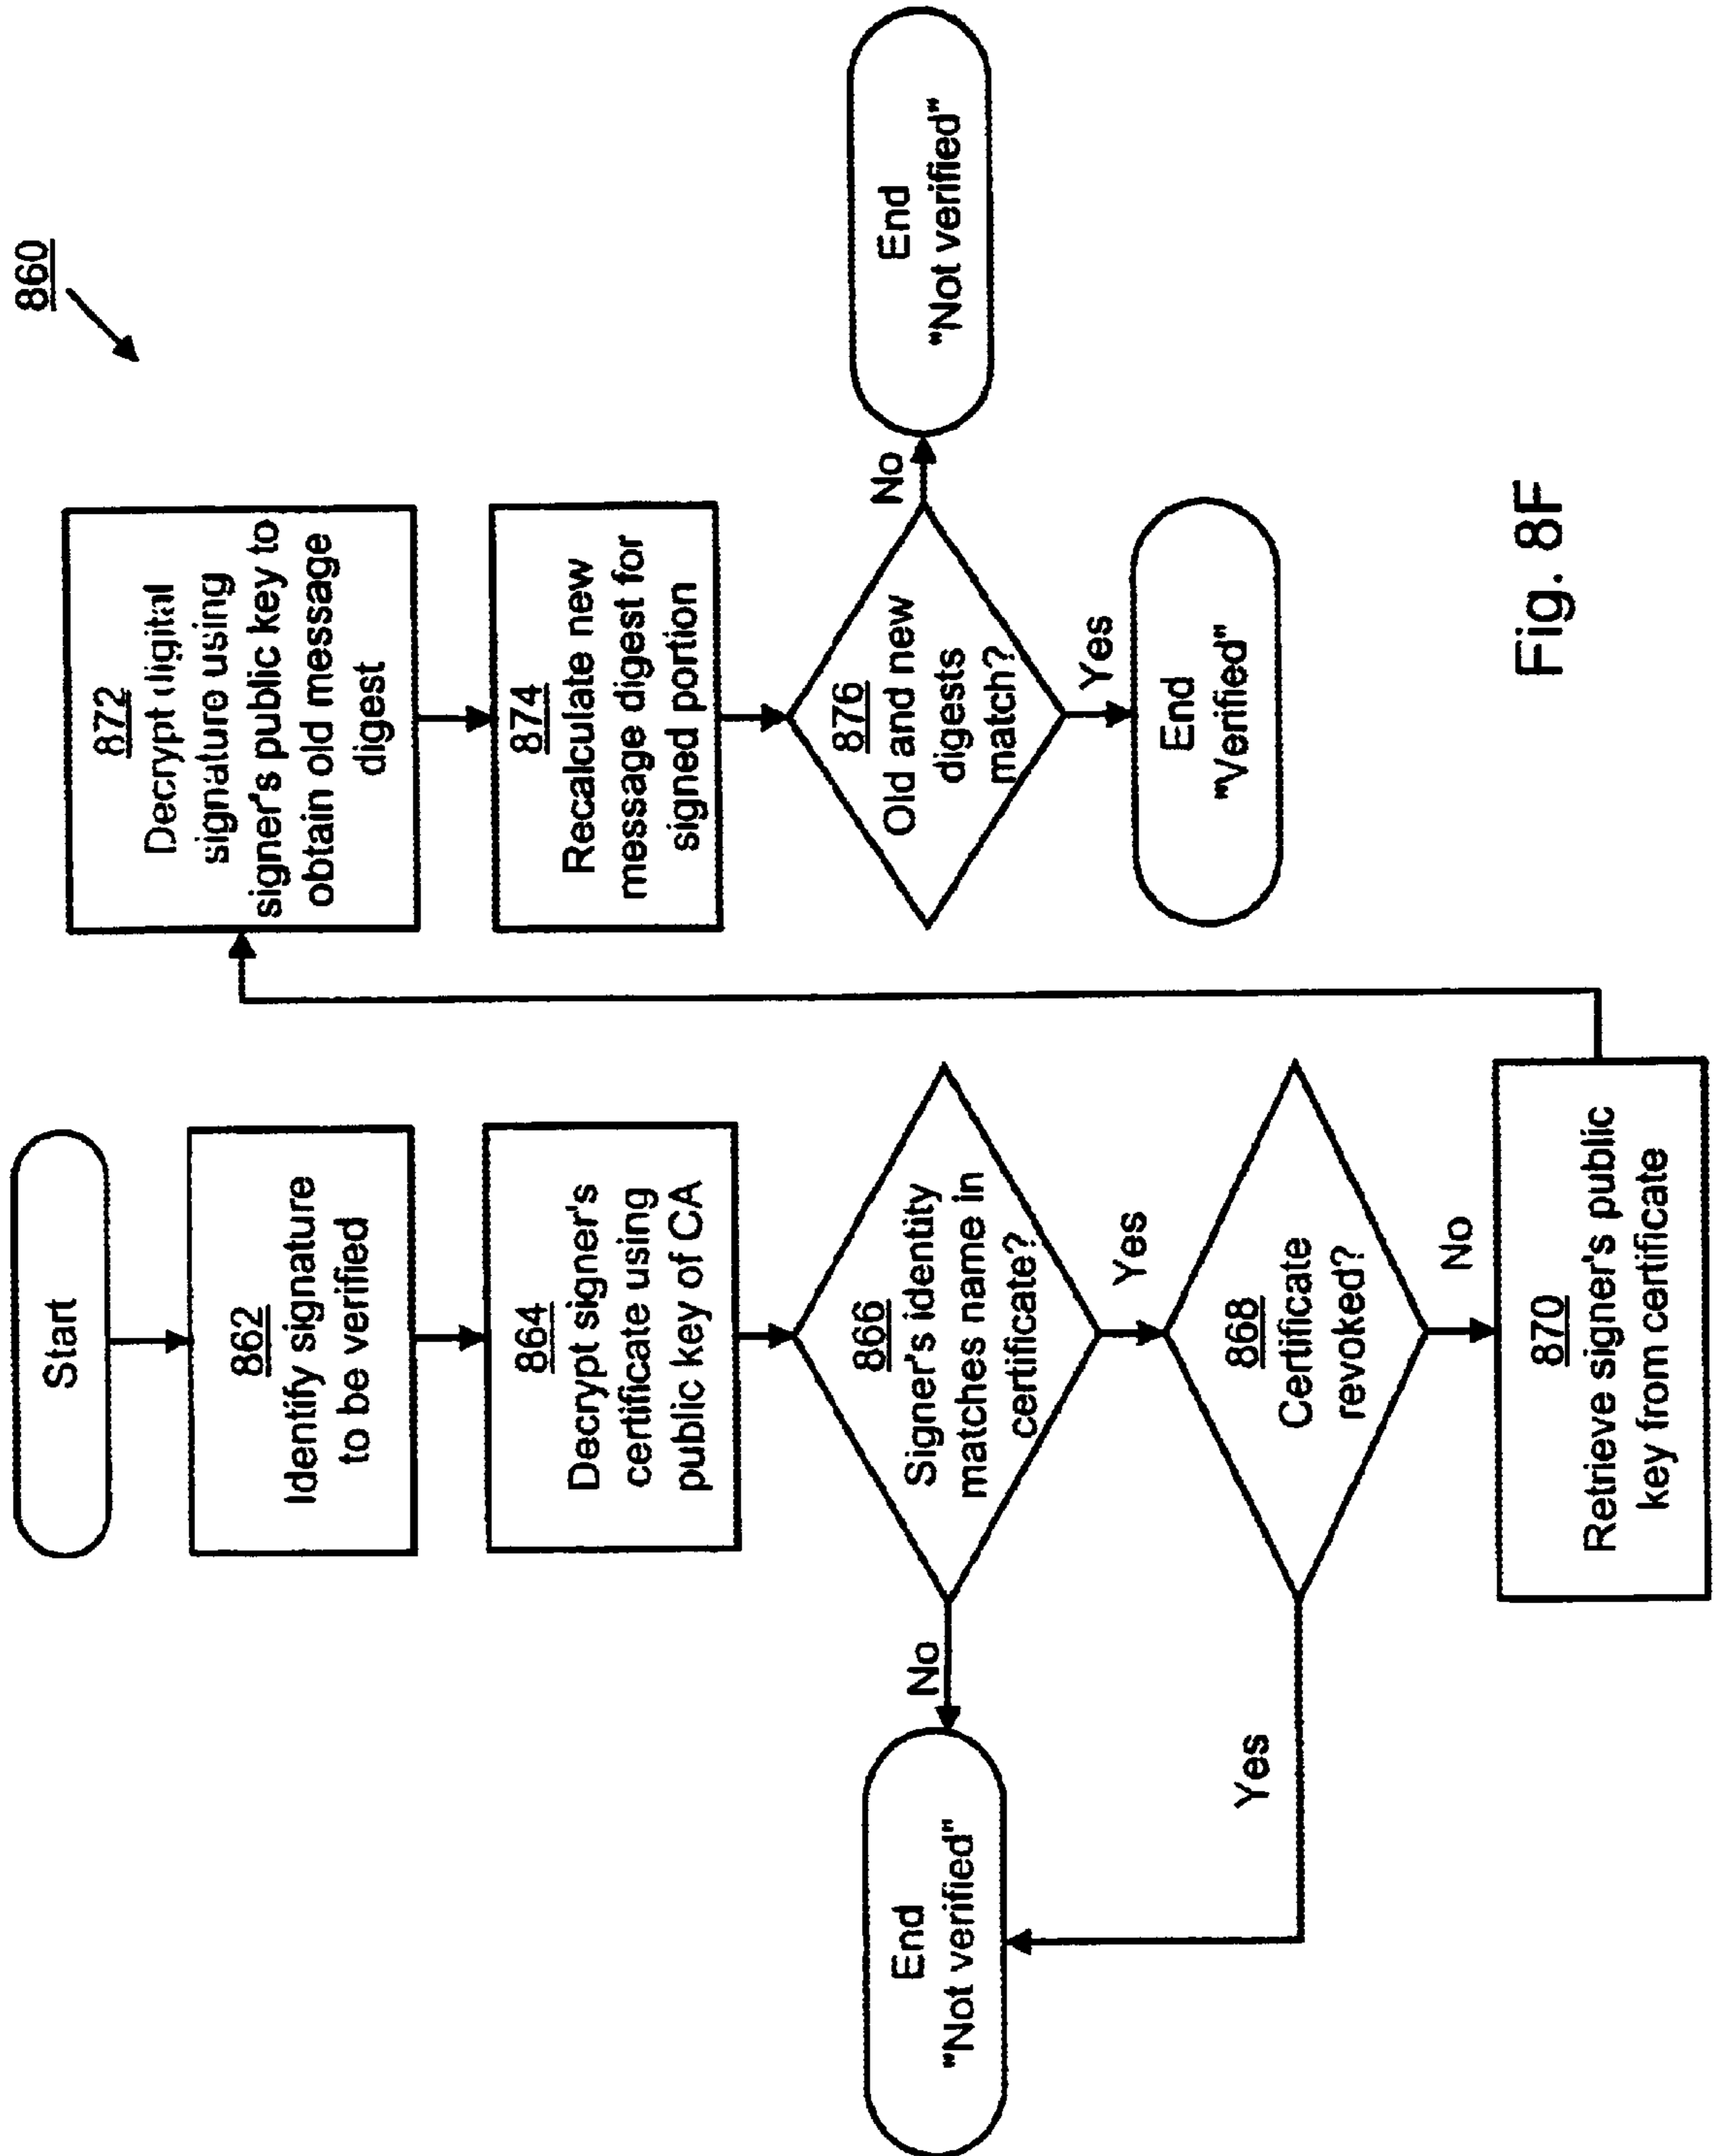 860
Start
862
Identify signature
to be verified
864
Decrypt signer's
certificate using
public key of CA
866
Signer's identity
matches name in
certificate?
No
Yes
End
"Not verified"
868
Certificate
revoked?
Yes
No
870
Retrieve signer's public
key from certificate
872
Decrypt digital
signature using
signer's public key to
obtain old message
digest
874
Recalculate new
message digest for
signed portion
876
Old and new
digests
match?
No
Yes
End
"Not verified"
End
"Verified"
Fig. 8F